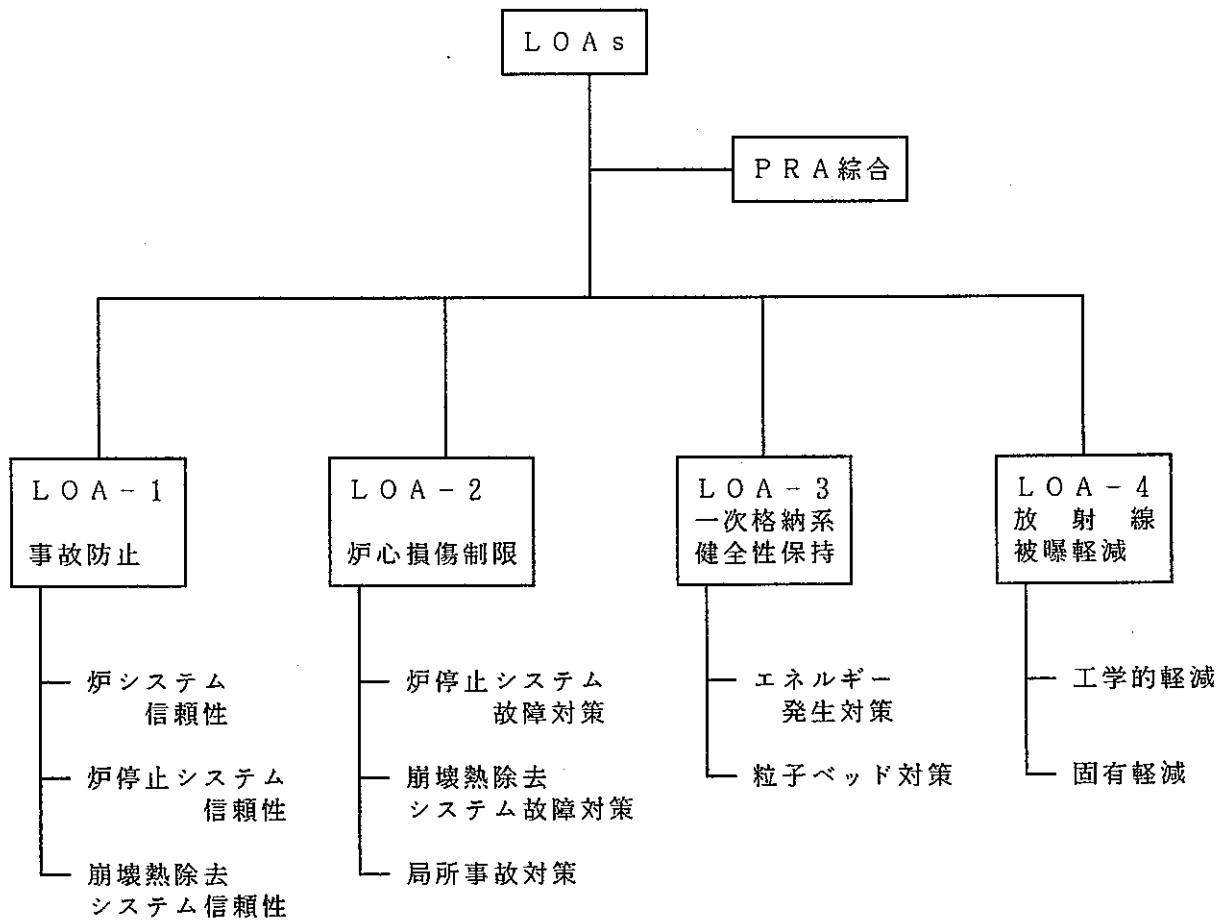 LOAs
PRA綜合
LOA-1
事故防止
炉システム
信頼性
炉停止システム
信頼性
崩壊熱除去
システム信頼性
LOA-2
炉心損傷制限
炉停止システム
故障対策
崩壊熱除去
システム故障対策
局所事故対策
LOA-3
一次格納系
健全性保持
エネルギー
発生対策
粒子ベッド対策
LOA-4
放射線
被曝軽減
工学的軽減
固有軽減